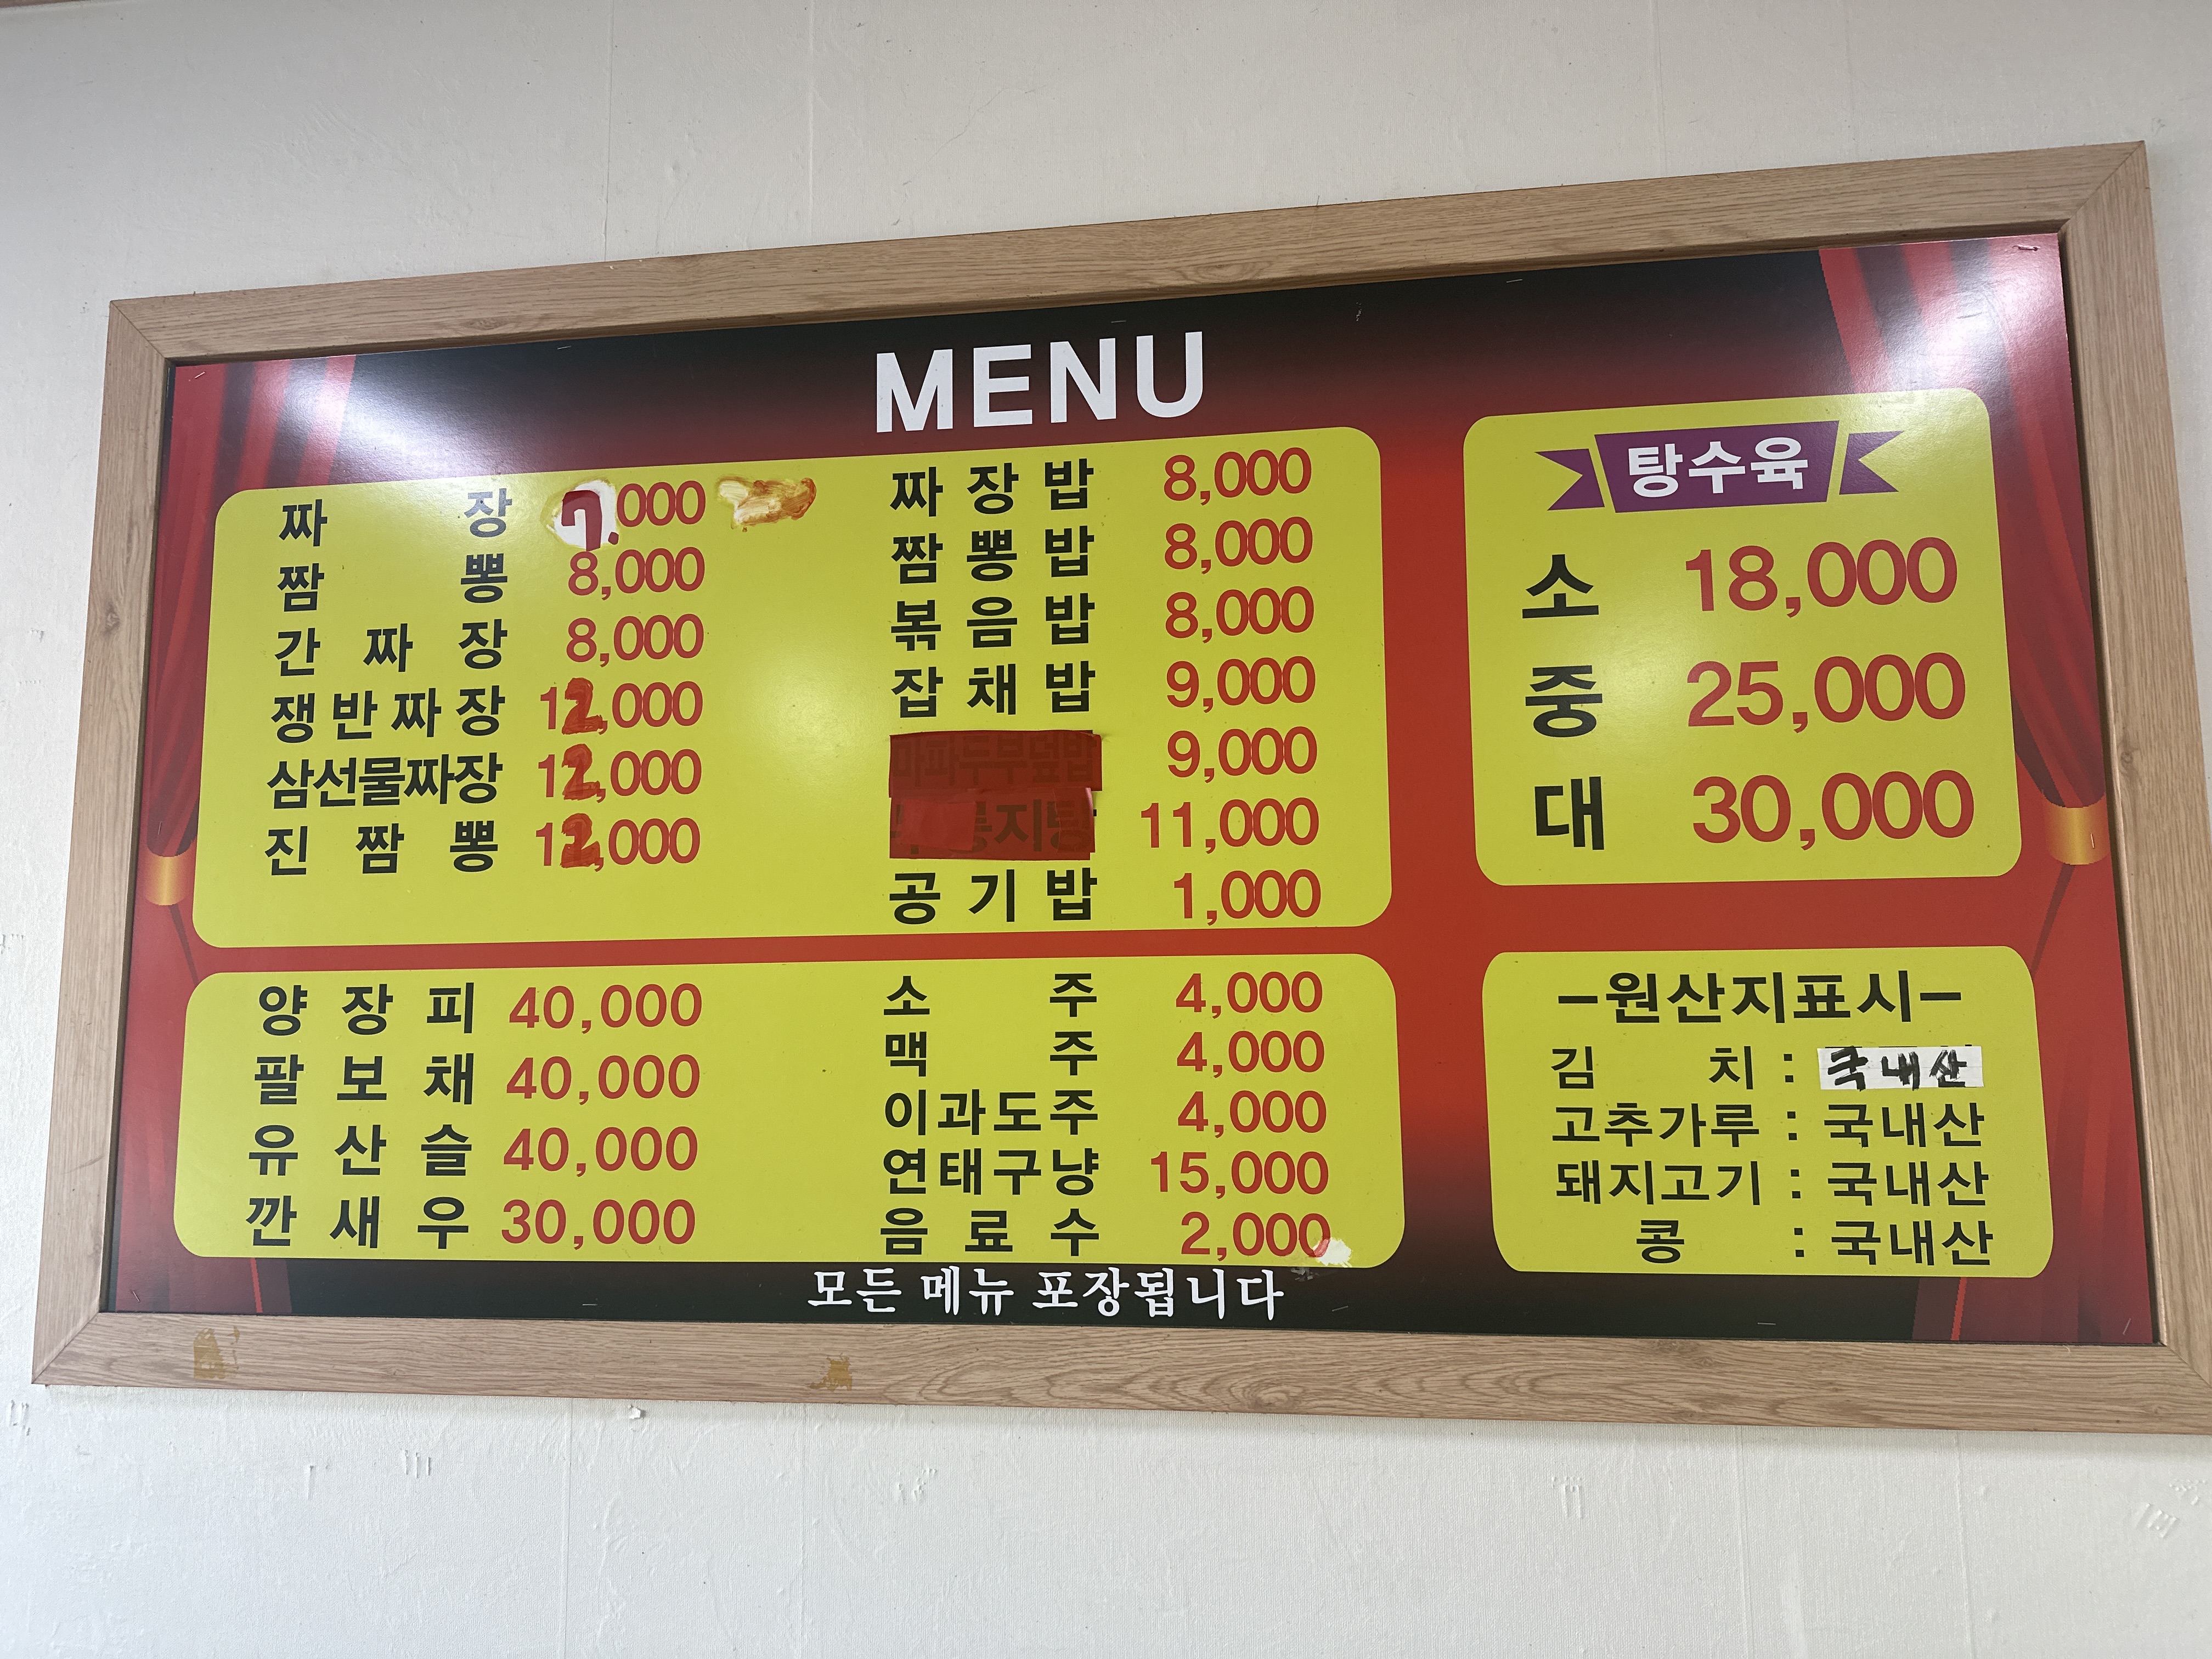 MENU
짜장 7,000
짬뽕 8,000
간짜장 8,000
쟁반짜장 12,000
삼선물짜장 12,000
진짬뽕 12,000
짜장밥 8,000
짬뽕밥 8,000
볶음밥 8,000
잡채밥 9,000
마파두부덮밥 9,000
11,000
공기밥 1,000
탕수육
소 18,000
중 25,000
대 30,000
양장피 40,000
팔보채 40,000
유산슬 40,000
깐새우 30,000
소주 4,000
맥주 4,000
이과도주 4,000
연태구냥 15,000
음료수 2,000
-원산지표시-
김치 : 국내산
고추가루 : 국내산
돼지고기 : 국내산
콩 : 국내산
모든 메뉴 포장됩니다